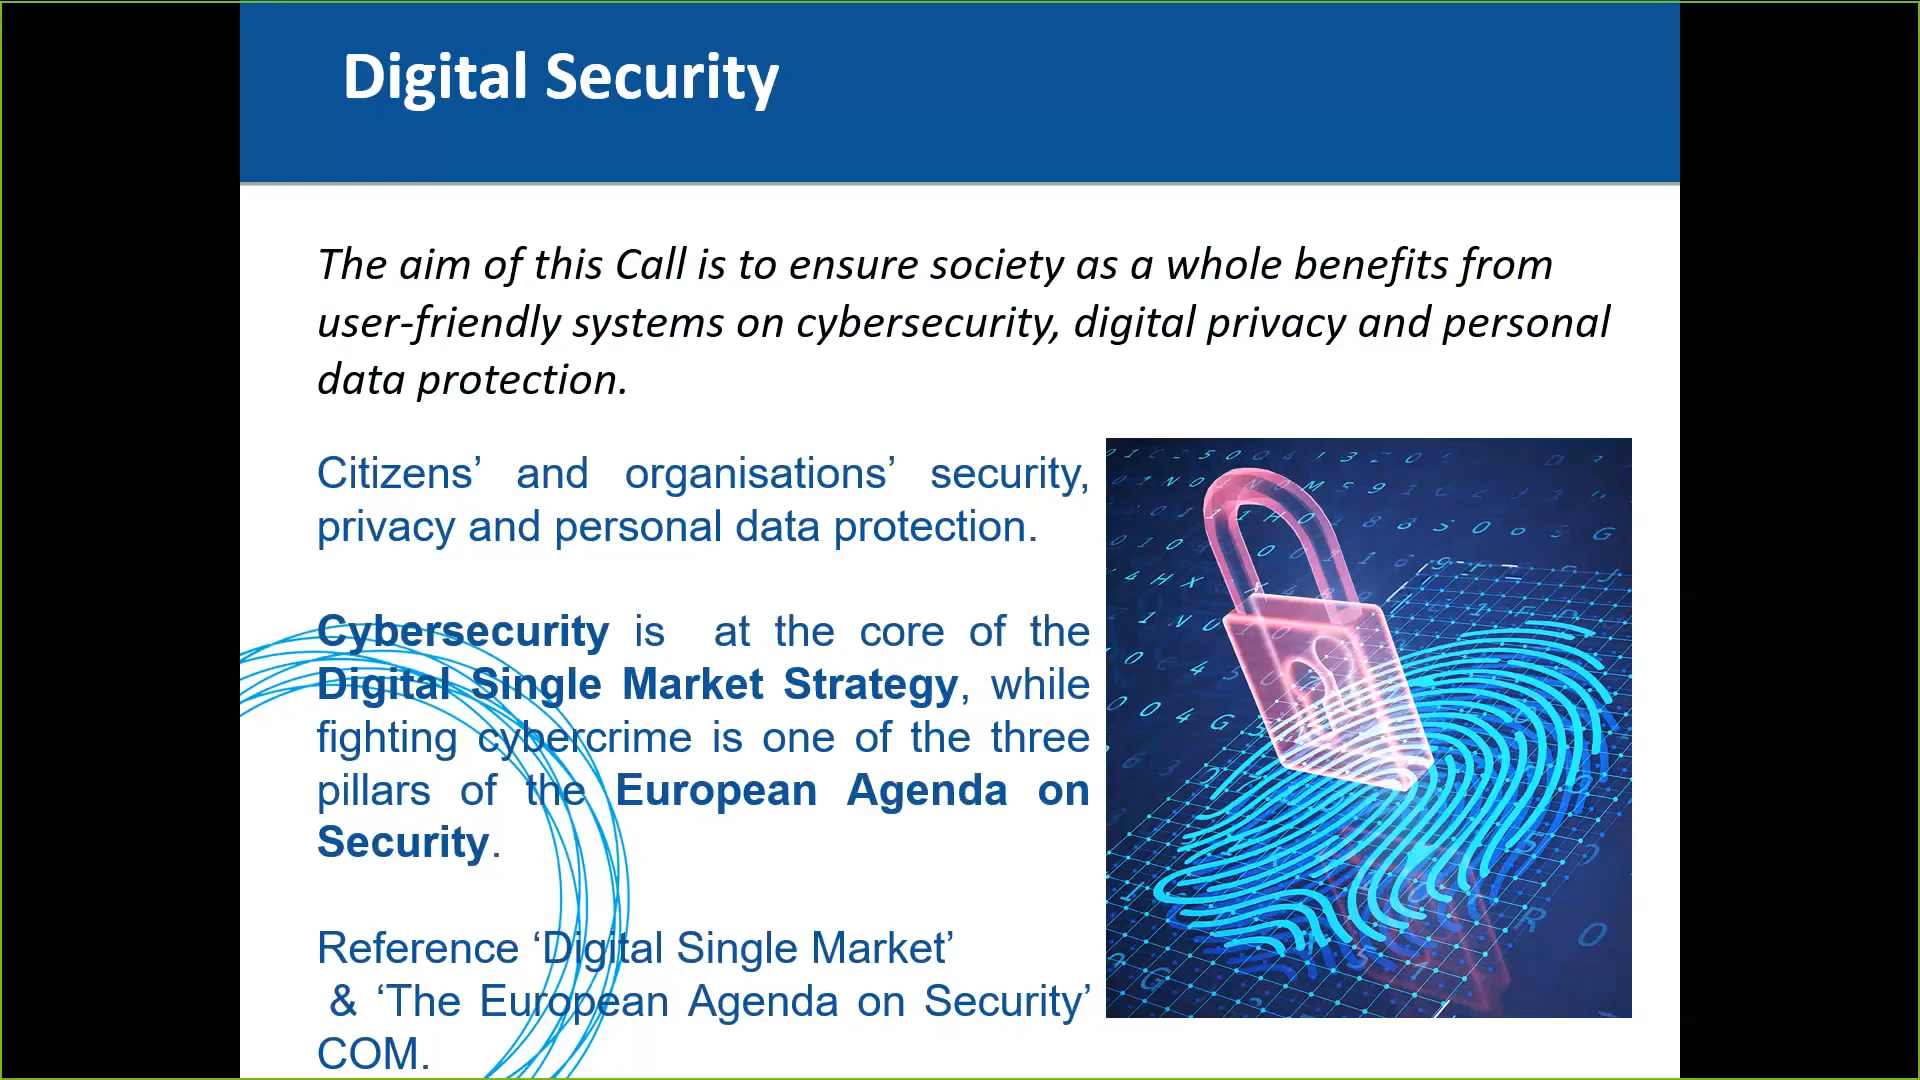 Digital Security
The aim of this Call is to ensure society as a whole benefits from
user-friendly systems on cybersecurity, digital privacy and personal
data protection.
Citizens’ and organisations’ security,
privacy and personal data protection.
Cybersecurity is at the core of the
Digital Single Market Strategy, while
fighting cybercrime is one of the three
pillars of the European Agenda on
Security.
Reference ‘Digital Single Market’
& ‘The European Agenda on Security’
COM.